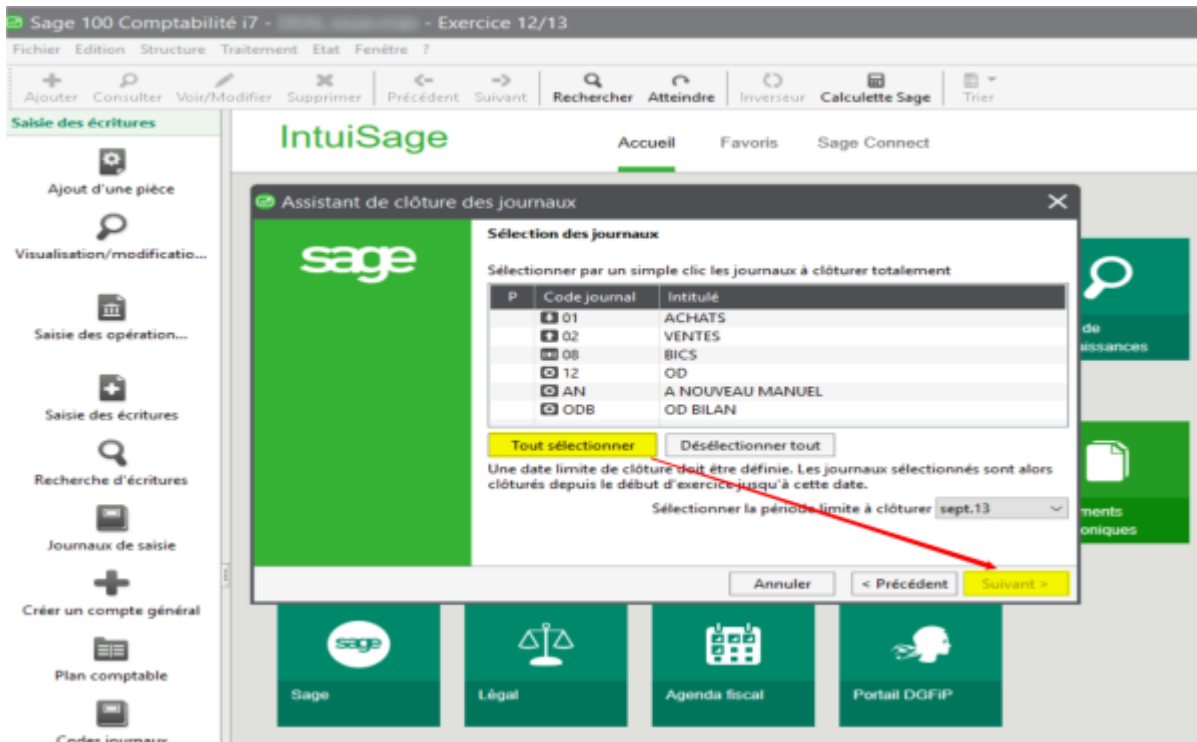 Sage 100 Comptabilité i7 - - Exercice 12/13
Fichier Edition Structure Traitement Etat Fenêtre ?
Ajouter Consulter Voir/Modifier Supprimer Précédent Suivant Rechercher Atteindre Inverseur Calculette Sage Trier
Saisie des écritures
IntuiSage Accueil Favoris Sage Connect
Ajout d'une pièce
Visualisation/modificatio...
Saisie des opération...
Saisie des écritures
Recherche d'écritures
Journaux de saisie
Créer un compte général
Plan comptable
Codes journaux
Assistant de clôture des journaux
sage
Sélection des journaux
Sélectionner par un simple clic les journaux à clôturer totalement
P Code journal Intitulé
01 ACHATS
02 VENTES
08 BICS
12 OD
AN A NOUVEAU MANUEL
ODB OD BILAN
Tout sélectionner Désélectionner tout
Une date limite de clôture doit être définie. Les journaux sélectionnés sont alors
clôturés depuis le début d'exercice jusqu'à cette date.
Sélectionner la période limite à clôturer sept.13
Annuler < Précédent Suivant >
de
aissances
ments
oniques
sage
Sage Légal Agenda fiscal Portail DGFiP